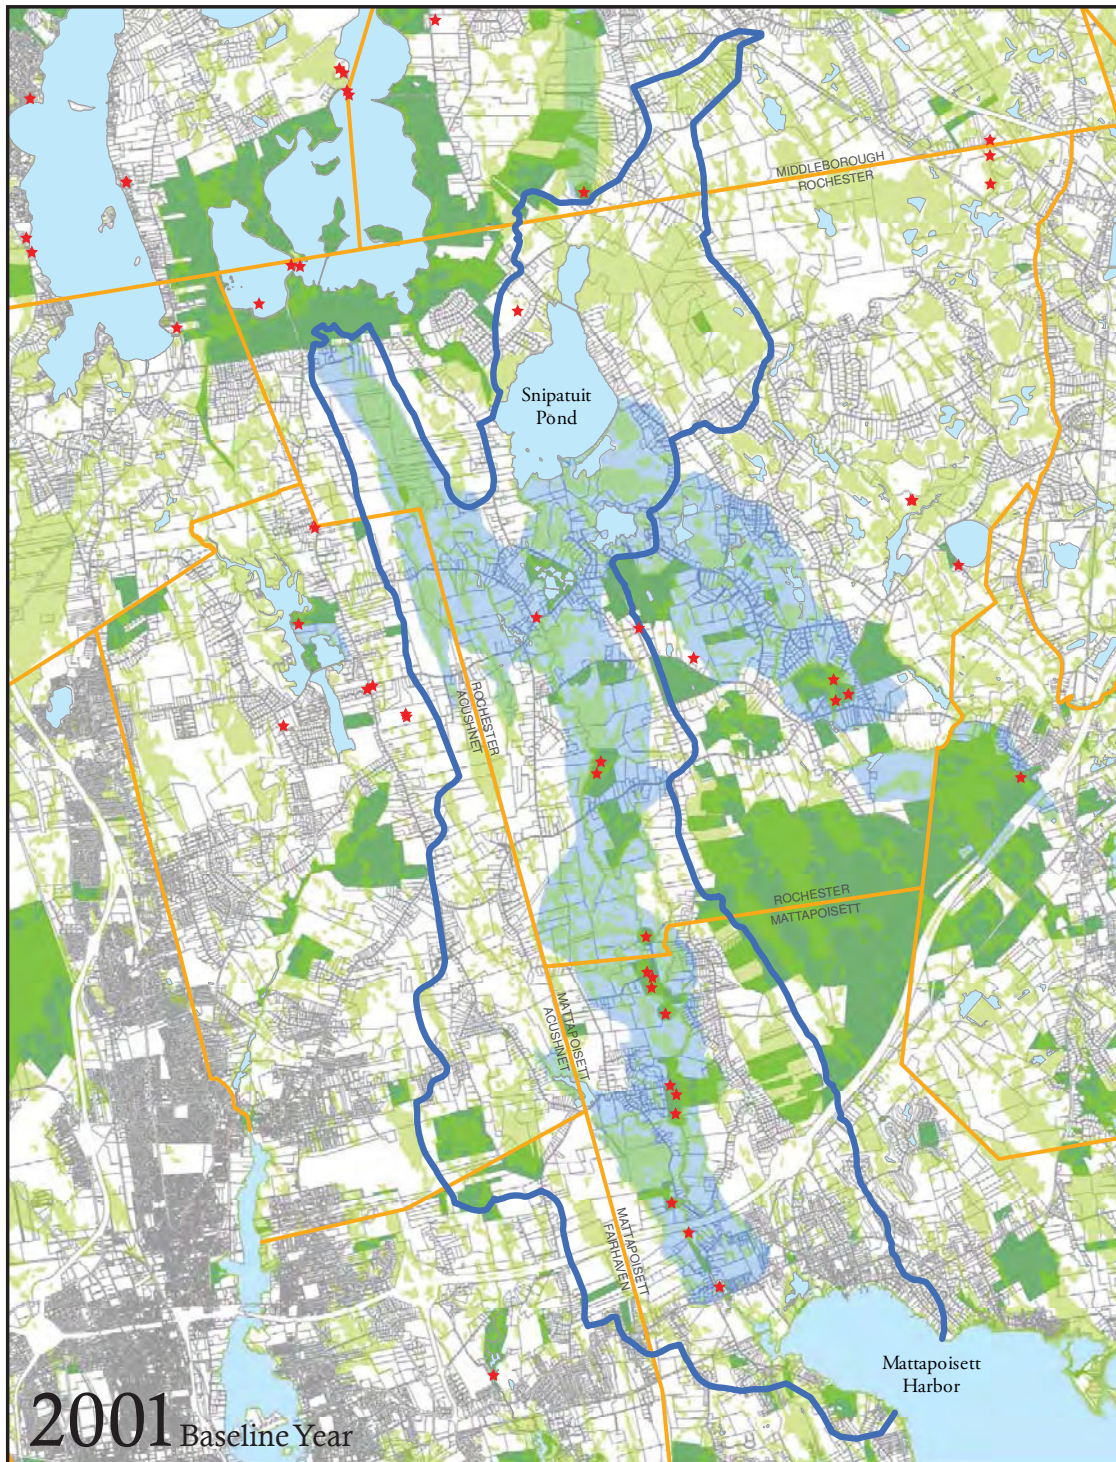 MIDDLEBOROUGH
ROCHESTER
Snipatuit
Pond
ROCHESTER
ACUSHNET
ROCHESTER
MATTAPOISETT
MATTAPOISETT
ACUSHNET
MATTAPOISETT
FAIRHAVEN
Mattapoisett
Harbor
2001 Baseline Year